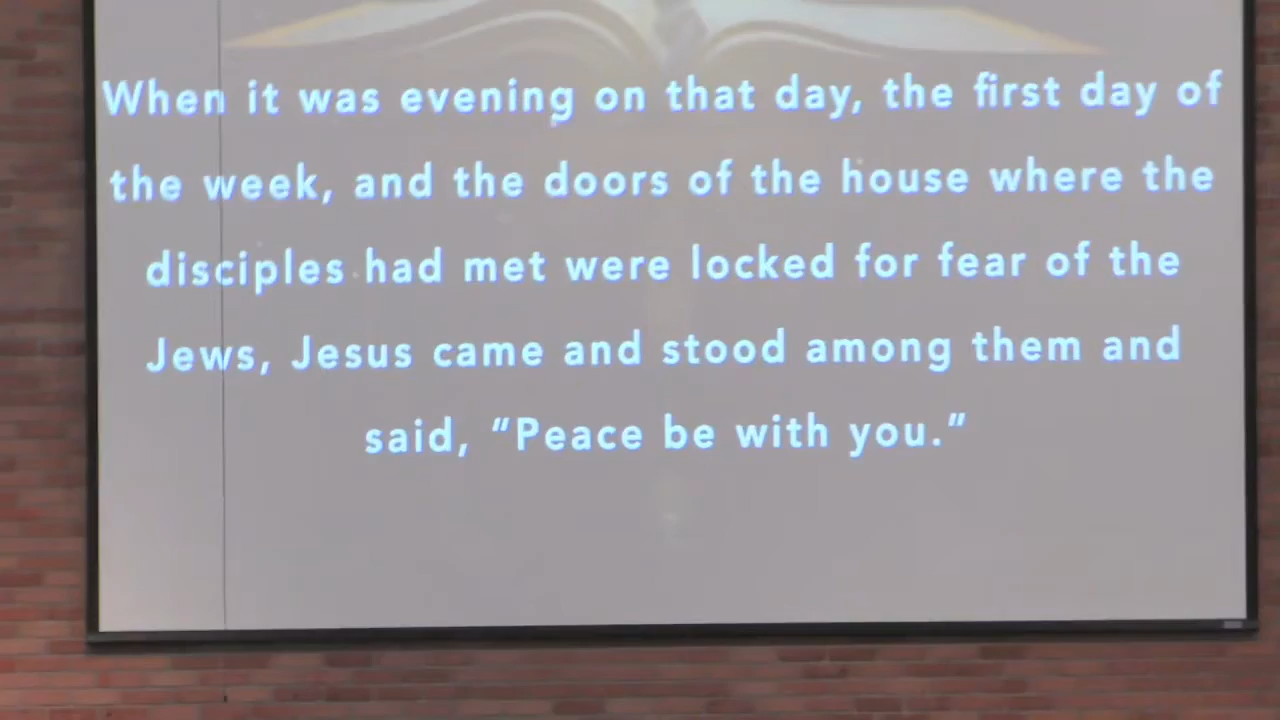 When it was evening on that day, the first day of
the week, and the doors of the house where the
disciples had met were locked for fear of the
Jews, Jesus came and stood among them and
said, "Peace be with you."